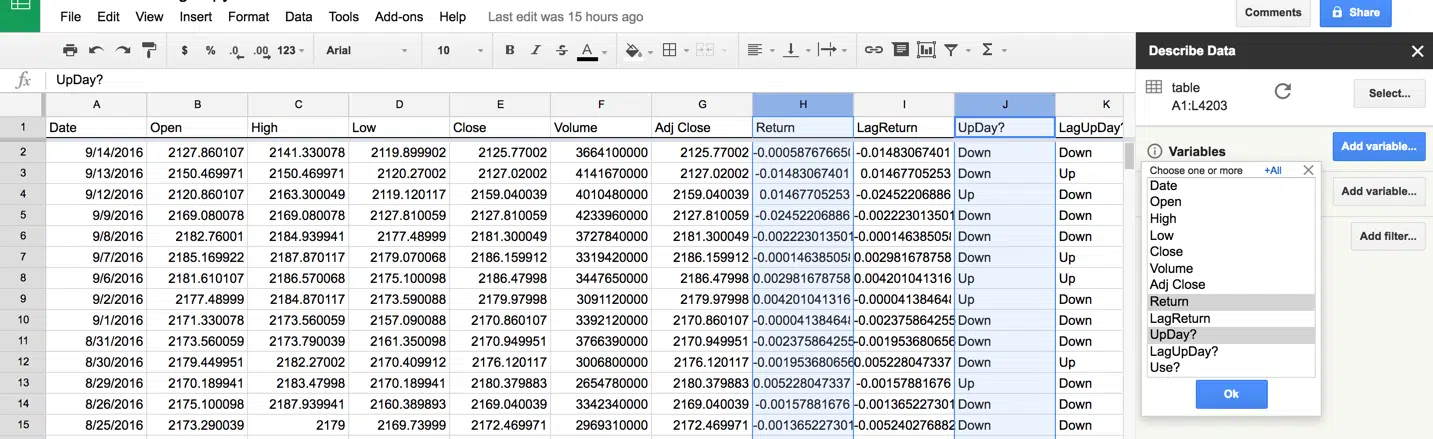 File Edit View Insert Format Data Tools Add-ons Help Last edit was 15 hours ago Comments Share
$ % .0 .00 123 Arial 10 B I S A Σ
Describe Data
fx UpDay?
table
A1:L4203
Select...
A B C D E F G H I J K
1 Date Open High Low Close Volume Adj Close Return LagReturn UpDay? LagUpDay?
2 9/14/2016 2127.860107 2141.330078 2119.899902 2125.77002 3664100000 2125.77002 -0.000587676650 -0.01483067401 Down Down
3 9/13/2016 2150.469971 2150.469971 2120.27002 2127.02002 4141670000 2127.02002 -0.01483067401 0.01467705253 Down Up
4 9/12/2016 2120.860107 2163.300049 2119.120117 2159.040039 4010480000 2159.040039 0.01467705253 -0.02452206886 Up Down
5 9/9/2016 2169.080078 2169.080078 2127.810059 2127.810059 4233960000 2127.810059 -0.02452206886 -0.002223013501 Down Down
6 9/8/2016 2182.76001 2184.939941 2177.48999 2181.300049 3727840000 2181.300049 -0.002223013501 -0.00014638505 Down Down
7 9/7/2016 2185.169922 2187.870117 2179.070068 2186.159912 3319420000 2186.159912 -0.00014638505 0.002981678758 Down Up
8 9/6/2016 2181.610107 2186.570068 2175.100098 2186.47998 3447650000 2186.47998 0.002981678758 0.004201041316 Up Up
9 9/2/2016 2177.48999 2184.870117 2173.590088 2179.97998 3091120000 2179.97998 0.004201041316 -0.00004138464 Up Down
10 9/1/2016 2171.330078 2173.560059 2157.090088 2170.860107 3392120000 2170.860107 -0.00004138464 -0.002375864255 Down Down
11 8/31/2016 2173.560059 2173.790039 2161.350098 2170.949951 3766390000 2170.949951 -0.002375864255 -0.001953680656 Down Down
12 8/30/2016 2179.449951 2182.27002 2170.409912 2176.120117 3006800000 2176.120117 -0.001953680656 0.005228047337 Down Up
13 8/29/2016 2170.189941 2183.47998 2170.189941 2180.379883 2654780000 2180.379883 0.005228047337 -0.00157881676 Up Down
14 8/26/2016 2175.100098 2187.939941 2160.389893 2169.040039 3342340000 2169.040039 -0.00157881676 -0.001365227301 Down Down
15 8/25/2016 2173.290039 2179 2169.73999 2172.469971 2969310000 2172.469971 -0.001365227301 -0.005240276882 Down Down
Variables
Add variable...
Choose one or more +All
Date
Open
High
Low
Close
Volume
Adj Close
Return
LagReturn
UpDay?
LagUpDay?
Use?
Ok
Add variable...
Add filter...